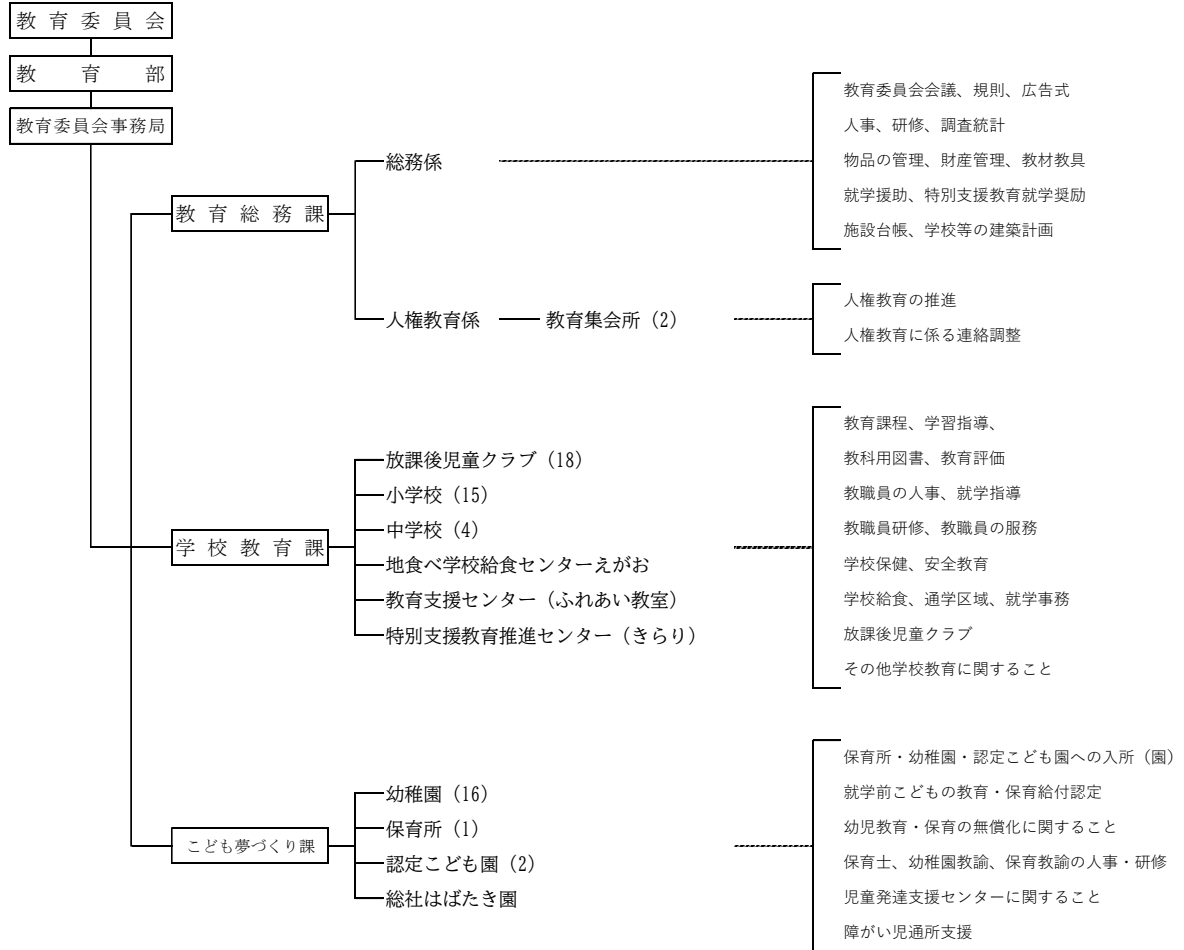 教育委員会
教育部
教育委員会事務局
教育総務課
総務係
教育委員会会議、規則、広告式
人事、研修、調査統計
物品の管理、財産管理、教材教具
就学援助、特別支援教育就学奨励
施設台帳、学校等の建築計画
人権教育係
教育集会所（2）
人権教育の推進
人権教育に係る連絡調整
学校教育課
放課後児童クラブ（18）
小学校（15）
中学校（4）
地食べ学校給食センターえがお
教育支援センター（ふれあい教室）
特別支援教育推進センター（きらり）
教育課程、学習指導、
教科用図書、教育評価
教職員の人事、就学指導
教職員研修、教職員の服務
学校保健、安全教育
学校給食、通学区域、就学事務
放課後児童クラブ
その他学校教育に関すること
こども夢づくり課
幼稚園（16）
保育所（1）
認定こども園（2）
総社はばたき園
保育所・幼稚園・認定こども園への入所（園）
就学前こどもの教育・保育給付認定
幼児教育・保育の無償化に関すること
保育士、幼稚園教諭、保育教諭の人事・研修
児童発達支援センターに関すること
障がい児通所支援